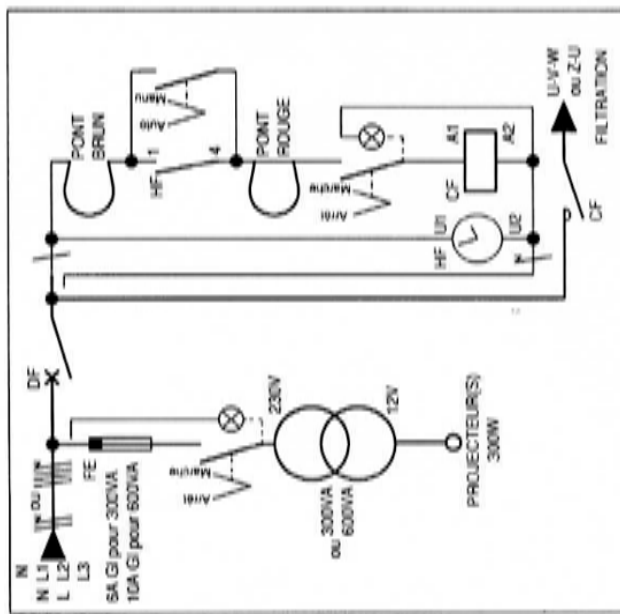 N
N L1
L L2
L3
ou
DF
FE
6A GI pour 300VA
10A GI pour 600VA
Arrêt
Marche
230V
300VA
ou
600VA
12V
PROJECTEUR(S)
300W
PONT
BRUN
1
HF
4
Auto
Manu
PONT
ROUGE
Arrêt
Marche
HF
U1
U2
CF
A1
A2
CF
U-V-W
ou Z-U
FILTRATION